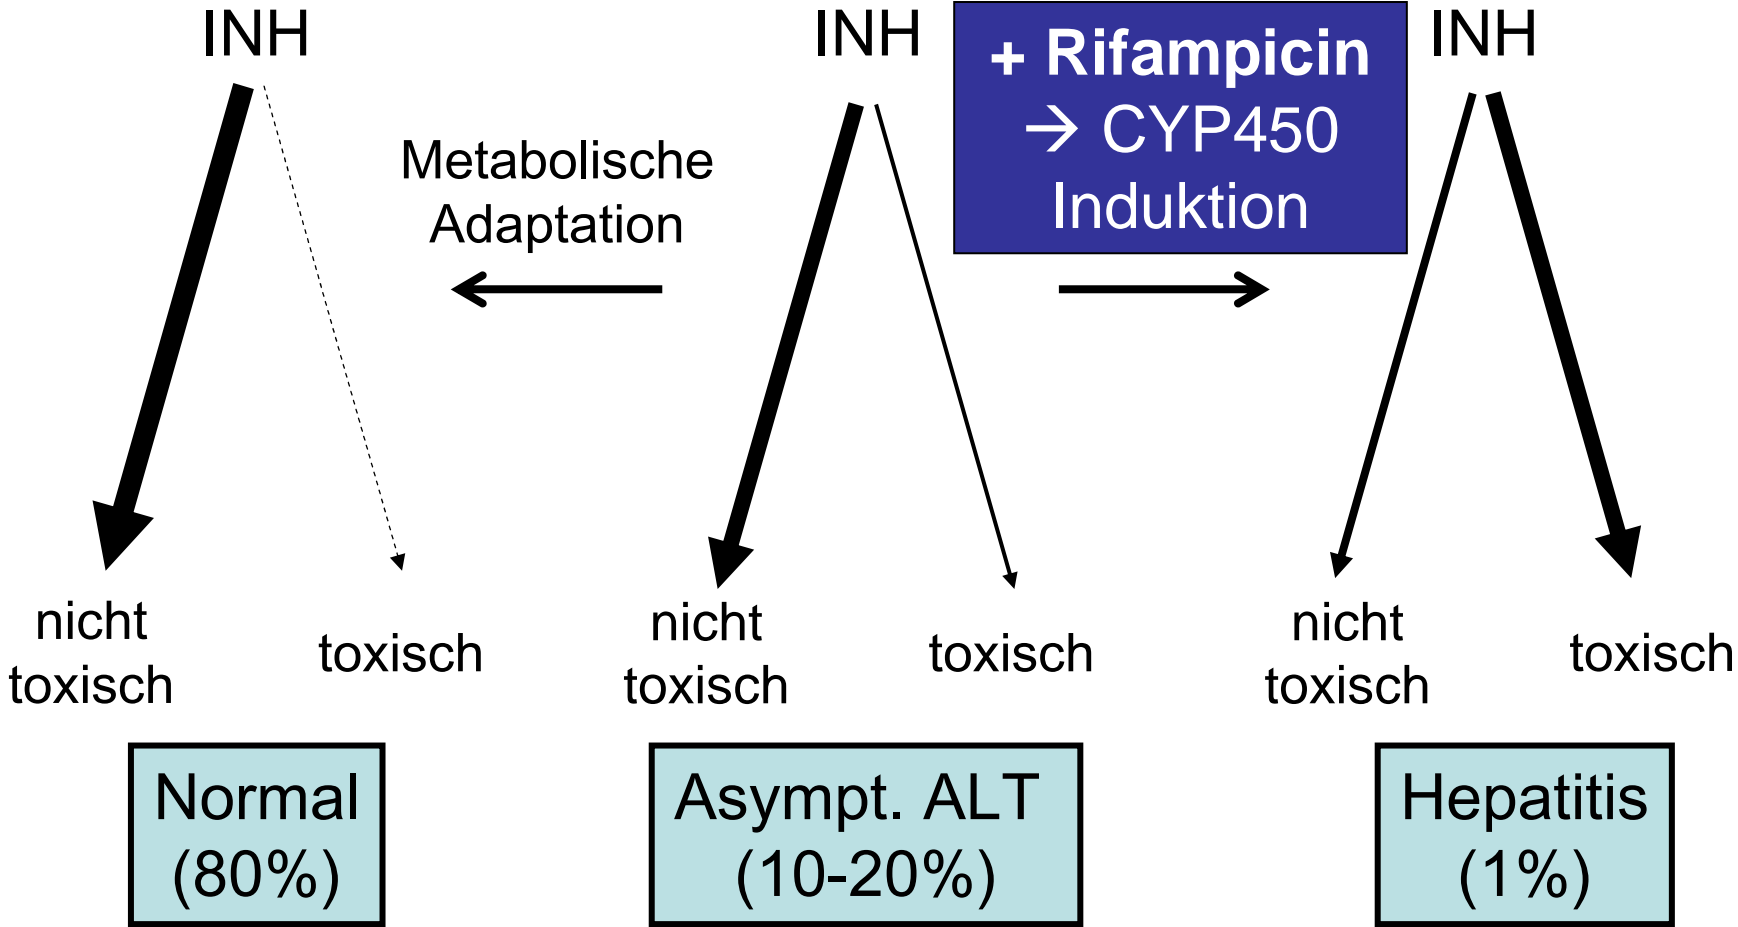 INH
INH
+ Rifampicin
→ CYP450
Induktion
INH
Metabolische
Adaptation
nicht
toxisch
toxisch
nicht
toxisch
toxisch
nicht
toxisch
toxisch
Normal
(80%)
Asympt. ALT
(10-20%)
Hepatitis
(1%)